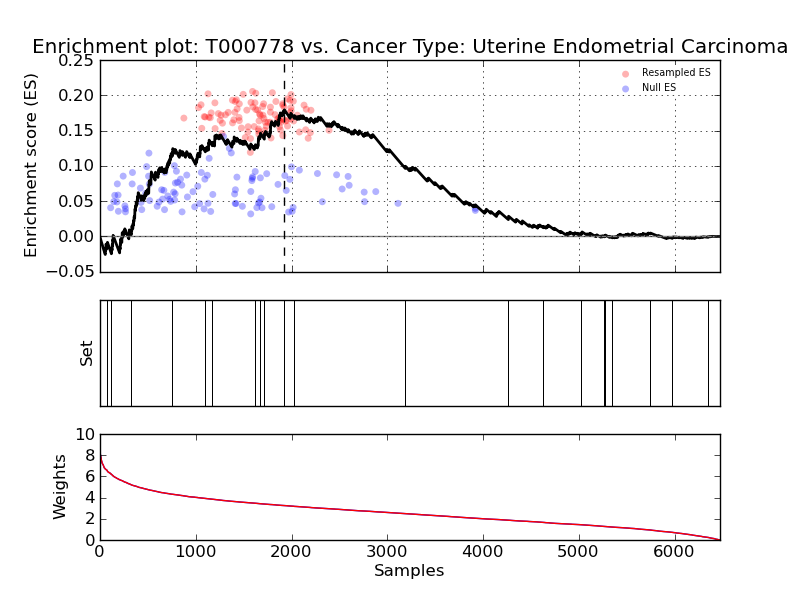 Enrichment plot: T000778 vs. Cancer Type: Uterine Endometrial Carcinoma
0.25
0.20
0.15
0.10
0.05
0.00
−0.05
Enrichment score (ES)
Resampled ES
Null ES
Set
10
8
6
4
2
0
Weights
0 1000 2000 3000 4000 5000 6000
Samples